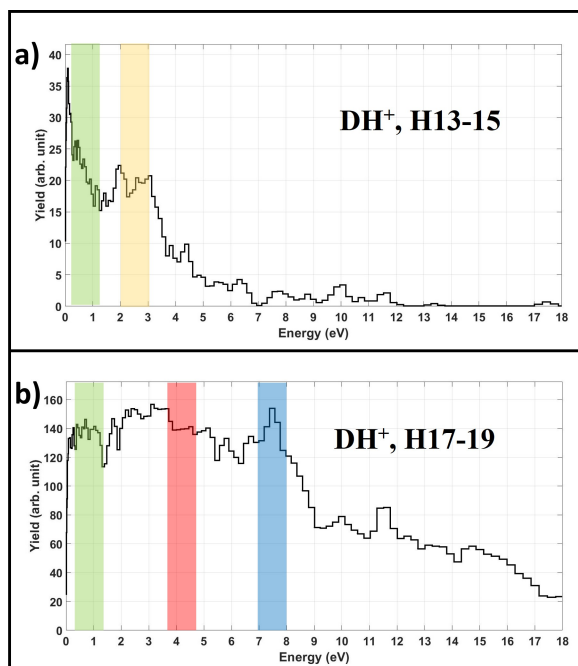 a)
DH⁺, H13-15
Yield (arb. unit)
40
35
30
25
20
15
10
5
0
0 1 2 3 4 5 6 7 8 9 10 11 12 13 14 15 16 17 18
Energy (eV)
b)
DH⁺, H17-19
Yield (arb. unit)
160
140
120
100
80
60
40
20
0
0 1 2 3 4 5 6 7 8 9 10 11 12 13 14 15 16 17 18
Energy (eV)